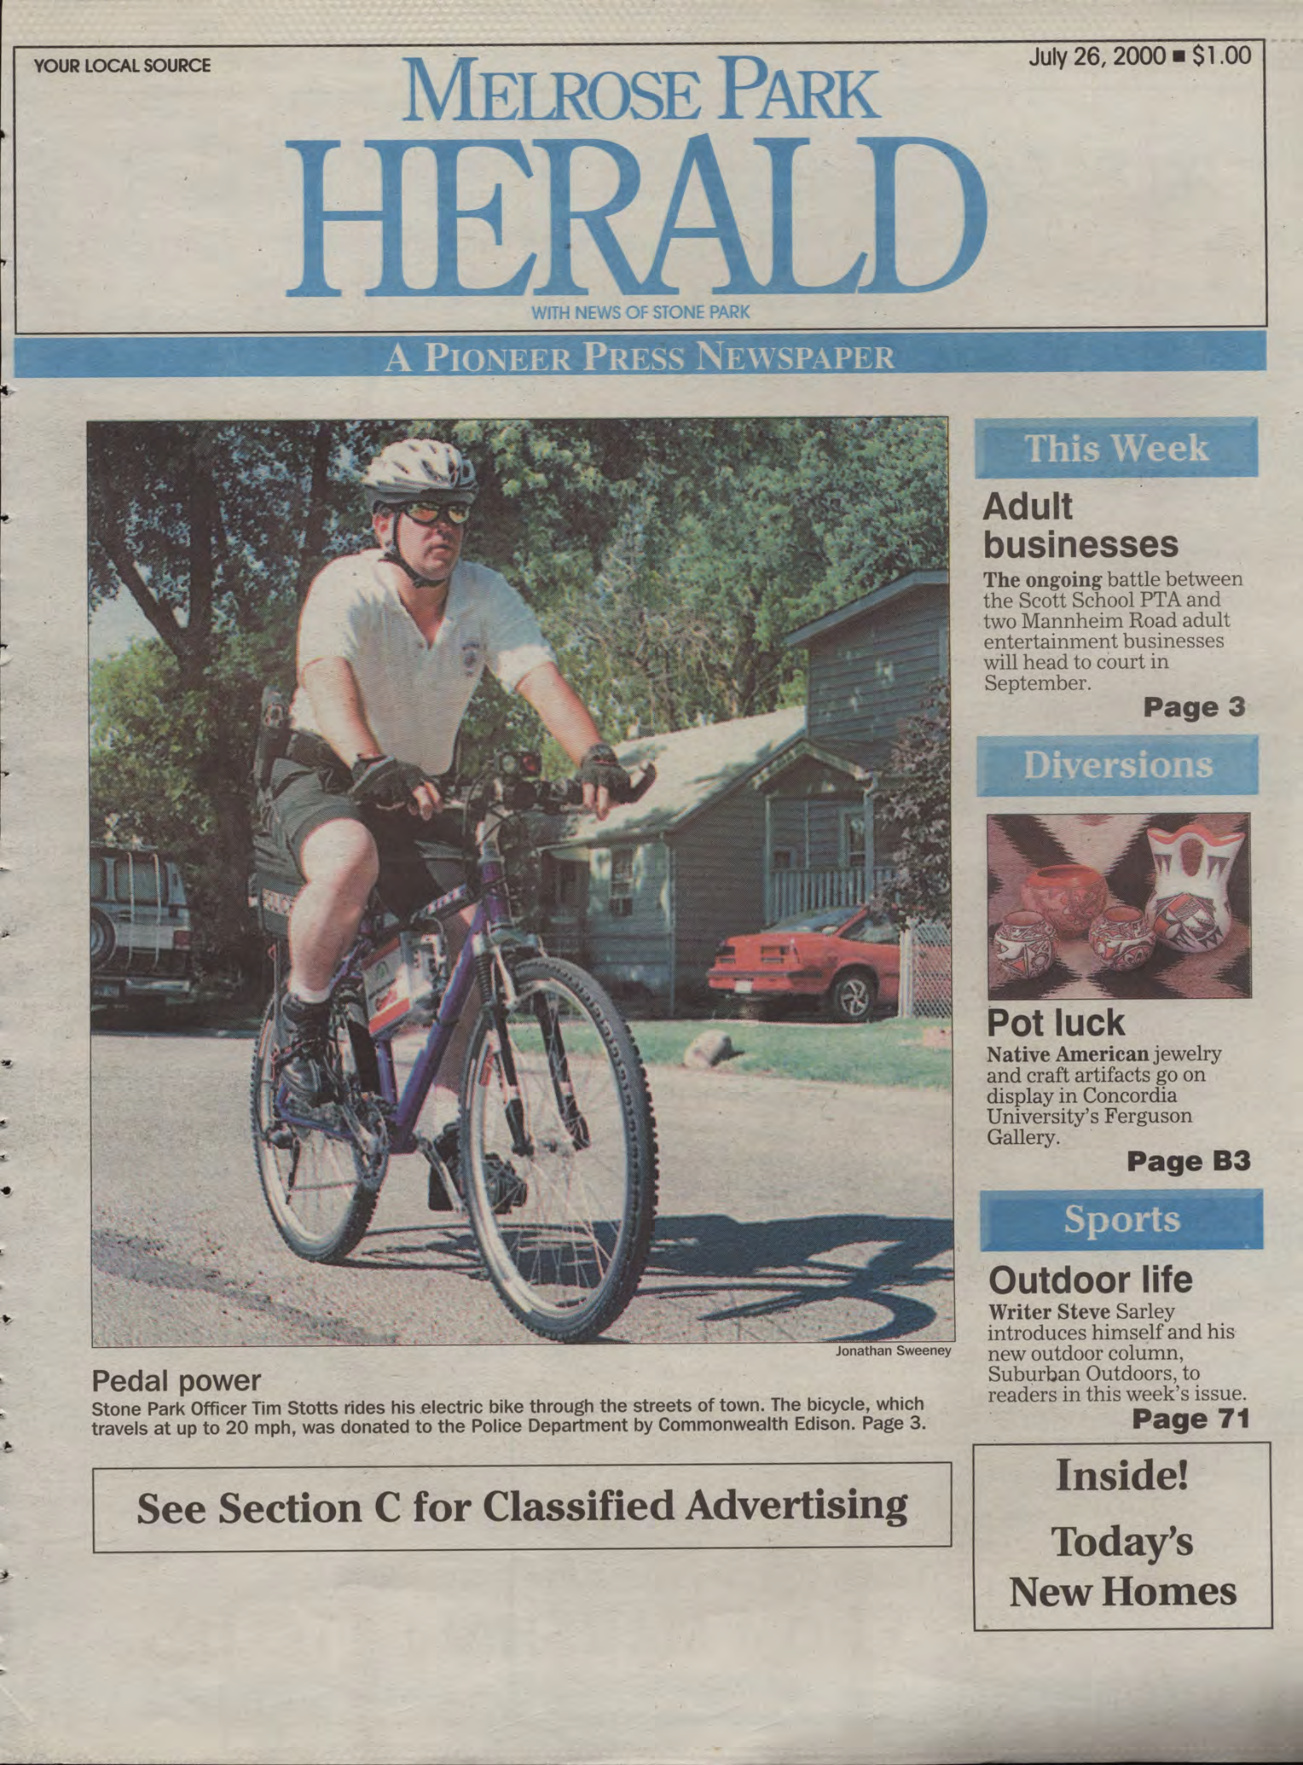 YOUR LOCAL SOURCE
July 26, 2000 ■ $1.00
MELROSE PARK
HERALD
WITH NEWS OF STONE PARK
A PIONEER PRESS NEWSPAPER
Jonathan Sweeney
Pedal power
Stone Park Officer Tim Stotts rides his electric bike through the streets of town. The bicycle, which
travels at up to 20 mph, was donated to the Police Department by Commonwealth Edison. Page 3.
See Section C for Classified Advertising
This Week
Adult
businesses
The ongoing battle between
the Scott School PTA and
two Mannheim Road adult
entertainment businesses
will head to court in
September.
Page 3
Diversions
Pot luck
Native American jewelry
and craft artifacts go on
display in Concordia
University's Ferguson
Gallery.
Page B3
Sports
Outdoor life
Writer Steve Sarley
introduces himself and his
new outdoor column,
Suburban Outdoors, to
readers in this week's issue.
Page 71
Inside!
Today's
New Homes